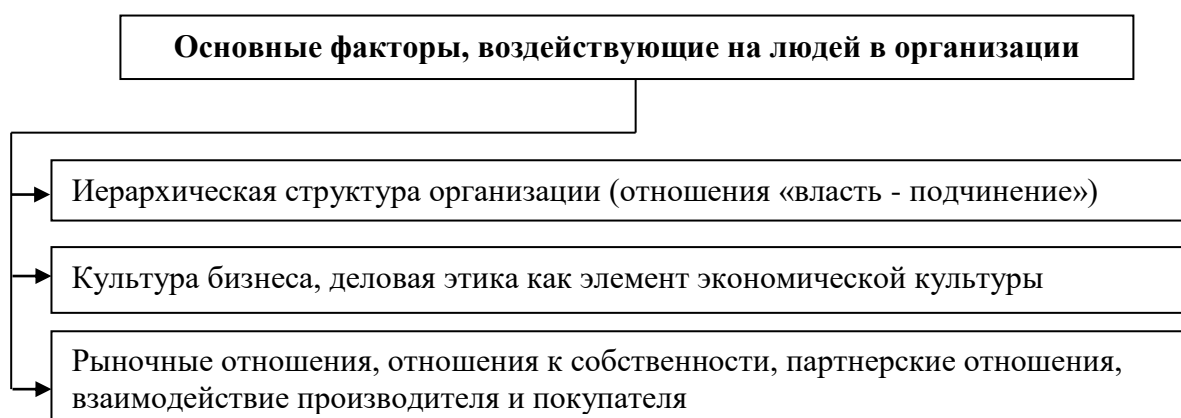 Основные факторы, воздействующие на людей в организации
Иерархическая структура организации (отношения «власть - подчинение»)
Культура бизнеса, деловая этика как элемент экономической культуры
Рыночные отношения, отношения к собственности, партнерские отношения,
взаимодействие производителя и покупателя